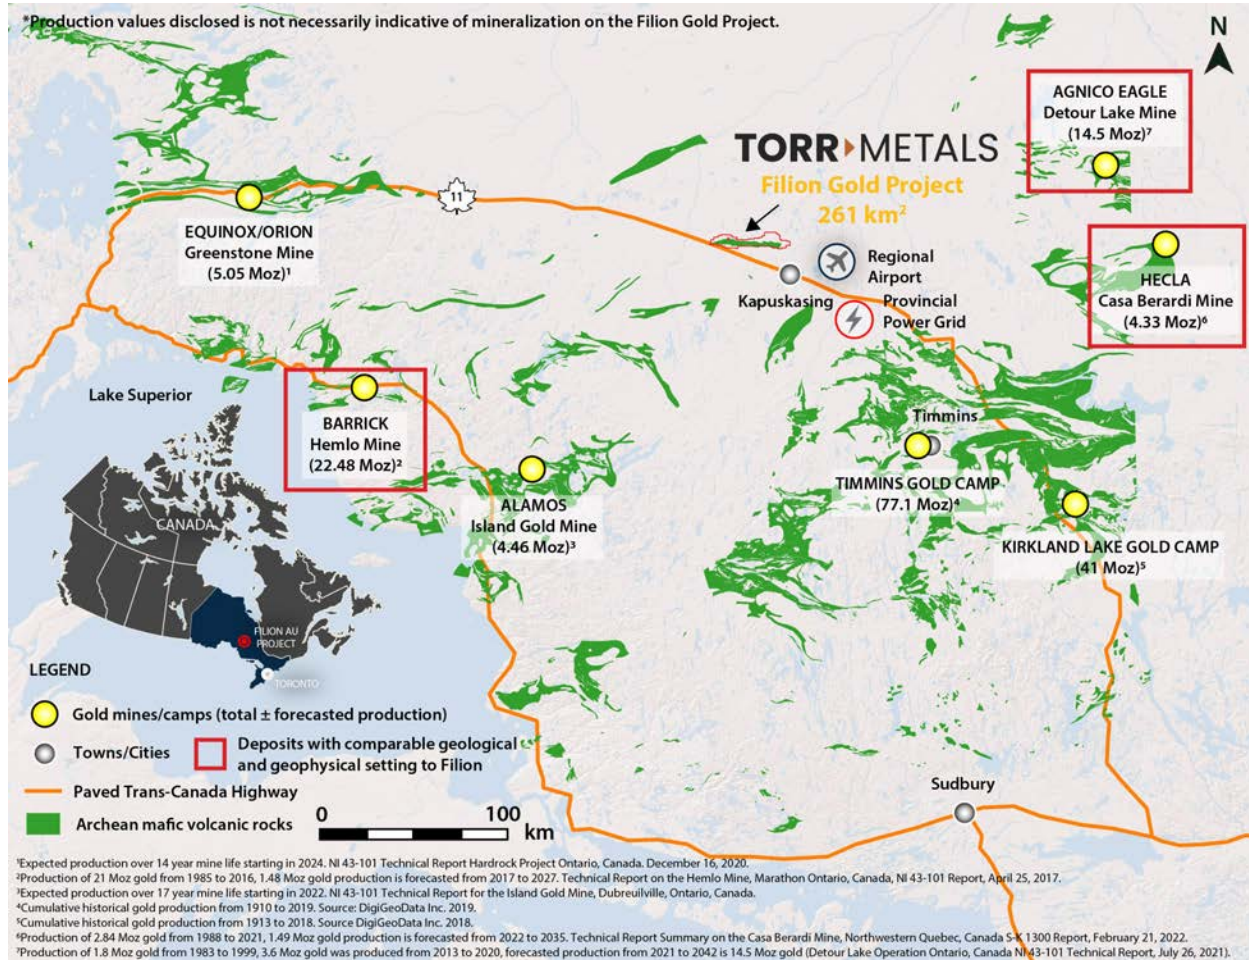 *Production values disclosed is not necessarily indicative of mineralization on the Filion Gold Project.
N
AGNICO EAGLE
Detour Lake Mine
(14.5 Moz)⁷
TORR METALS
Filion Gold Project
261 km²
11
EQUINOX/ORION
Greenstone Mine
(5.05 Moz)¹
Regional
Airport
Kapuskasing
Provincial
Power Grid
HECLA
Casa Berardi Mine
(4.33 Moz)⁶
Lake Superior
BARRICK
Hemlo Mine
(22.48 Moz)²
Timmins
TIMMINS GOLD CAMP
(77.1 Moz)⁴
ALAMOS
Island Gold Mine
(4.46 Moz)³
KIRKLAND LAKE GOLD CAMP
(41 Moz)⁵
CANADA
FILION AU
PROJECT
TORONTO
Sudbury
LEGEND
Gold mines/camps (total ± forecasted production)
Towns/Cities
Deposits with comparable geological
and geophysical setting to Filion
Paved Trans-Canada Highway
Archean mafic volcanic rocks
0 100
km
¹Expected production over 14 year mine life starting in 2024. NI 43-101 Technical Report Hardrock Project Ontario, Canada. December 16, 2020.
²Production of 21 Moz gold from 1985 to 2016, 1.48 Moz gold production is forecasted from 2017 to 2027. Technical Report on the Hemlo Mine, Marathon Ontario, Canada, NI 43-101 Report, April 25, 2017.
³Expected production over 17 year mine life starting in 2022. NI 43-101 Technical Report for the Island Gold Mine, Dubreuilville, Ontario, Canada.
⁴Cumulative historical gold production from 1910 to 2019. Source: DigiGeoData Inc. 2019.
⁵Cumulative historical gold production from 1913 to 2018. Source DigiGeoData Inc. 2018.
⁶Production of 2.84 Moz gold from 1988 to 2021, 1.49 Moz gold production is forecasted from 2022 to 2035. Technical Report Summary on the Casa Berardi Mine, Northwestern Quebec, Canada S-K 1300 Report, February 21, 2022.
⁷Production of 1.8 Moz gold from 1983 to 1999, 3.6 Moz gold was produced from 2013 to 2020, forecasted production from 2021 to 2042 is 14.5 Moz gold (Detour Lake Operation Ontario, Canada NI 43-101 Technical Report, July 26, 2021).